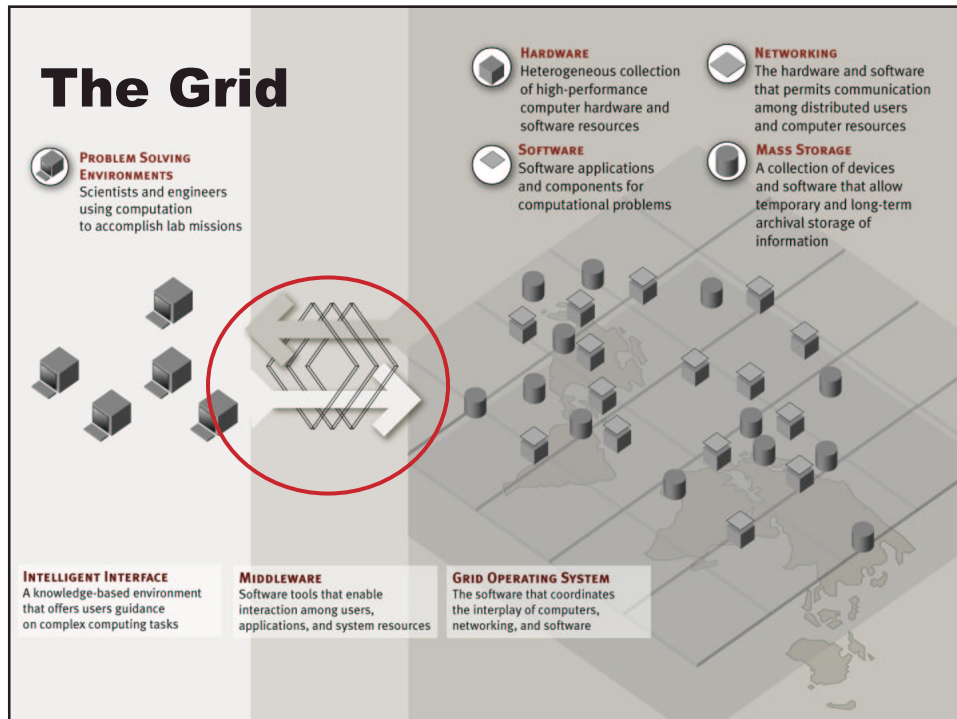 The Grid
PROBLEM SOLVING
ENVIRONMENTS
Scientists and engineers
using computation
to accomplish lab missions
HARDWARE
Heterogeneous collection
of high-performance
computer hardware and
software resources
SOFTWARE
Software applications
and components for
computational problems
NETWORKING
The hardware and software
that permits communication
among distributed users
and computer resources
MASS STORAGE
A collection of devices
and software that allow
temporary and long-term
archival storage of
information
INTELLIGENT INTERFACE
A knowledge-based environment
that offers users guidance
on complex computing tasks
MIDDLEWARE
Software tools that enable
interaction among users,
applications, and system resources
GRID OPERATING SYSTEM
The software that coordinates
the interplay of computers,
networking, and software